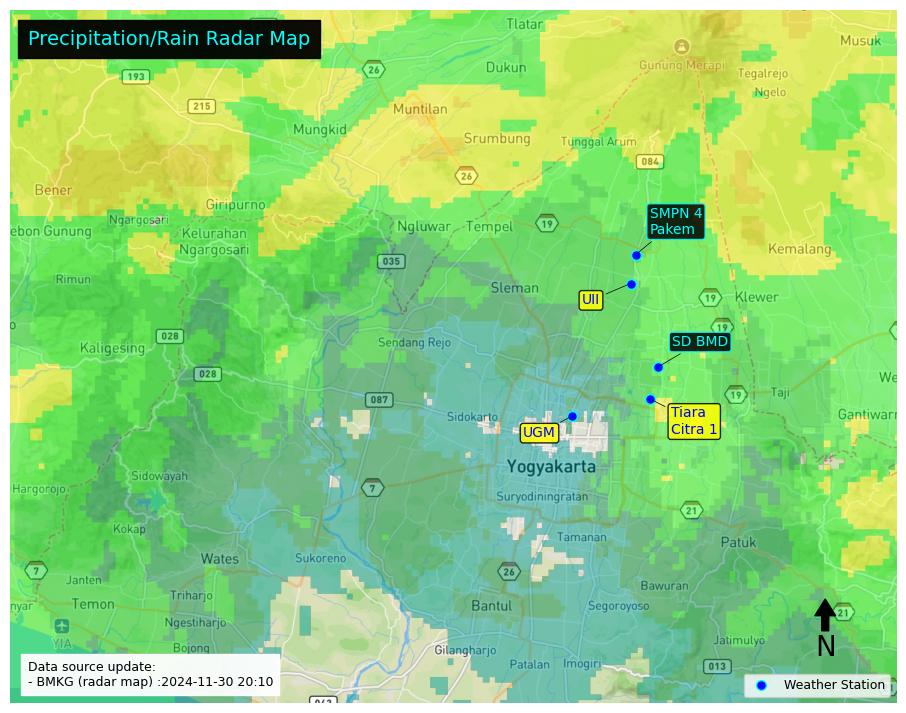 Precipitation/Rain Radar Map
Tlatar
Musuk
Gunung Merapi
Dukun
Tegalrejo
26
193
Ngelo
215
Muntilan
Mungkid
Srumbung
Tunggal Arum
084
26
Bener
Giripurno
SMPN 4
Pakem
Ngargosari
ebon Gunung
Kelurahan
Ngargosari
Ngluwar
Tempel
19
Kemalang
035
Rimun
Sleman
UII
19
Klewer
19
028
Sendang Rejo
SD BMD
Kaligesing
028
We
087
19
Taji
Sidokarto
Tiara
Citra 1
Gantiwarn
UGM
Yogyakarta
Sidowayah
7
Hargorojo
Suryodiningratan
21
Kokap
Tamanan
Patuk
Wates
Sukoreno
7
26
Janten
Bawuran
nyar
Temon
Triharjo
Bantul
Segoroyoso
21
Ngestiharjo
YIA
Jatimulyo
N
Bojong
Gilangharjo
Patalan
Imogiri
013
Data source update:
- BMKG (radar map) :2024-11-30 20:10
Weather Station